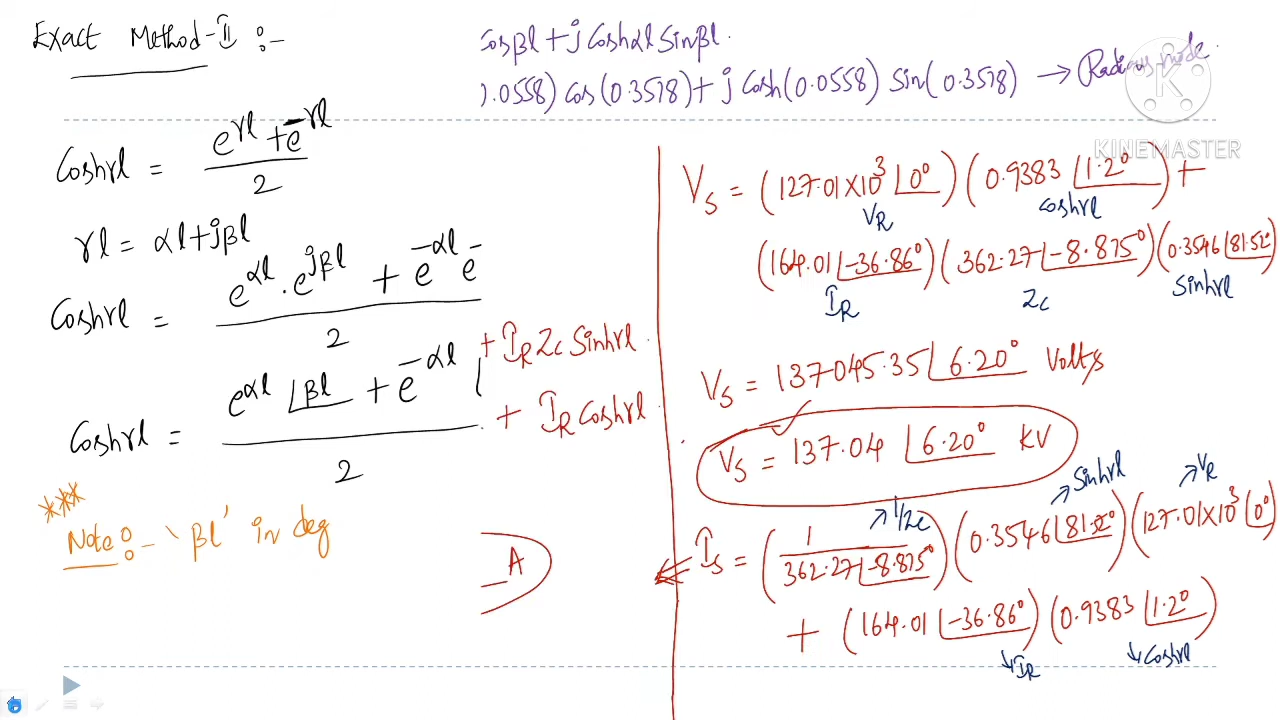 Exact Method-II :-
Cosβl + j Coshαl Sinβl.
).0558) Cos(0.3578) + j Cosh(0.0558) Sin(0.3578) → Radians mode.
KINEMASTER
Coshγl = e^γl + e^-γl / 2
γl = αl + jβl
Coshγl = e^αl . e^jβl + e^-αl e^- / 2
Coshγl = e^αl ∠βl + e^-αl / 2
+ I_R Zc Sinhγl.
+ I_R Coshγl
***
Note :- 'βl' in deg
A
V_S = (127.01×10^3 ∠0°) (0.9383 ∠1.2°) +
V_R Coshγl
(164.01 ∠-36.86°) (362.27 ∠-8.875°) (0.3546 ∠81.52°)
I_R Zc Sinhγl
V_S = 137045.35 ∠6.20° Volts
V_S = 137.04 ∠6.20° KV
→ 1/Zc → Sinhγl → V_R
I_S = (1 / 362.27 ∠-8.875°) (0.3546 ∠81.52°) (127.01×10^3 ∠0°)
+ (164.01 ∠-36.86°) (0.9383 ∠1.2°)
↓ I_R ↓ Coshγl